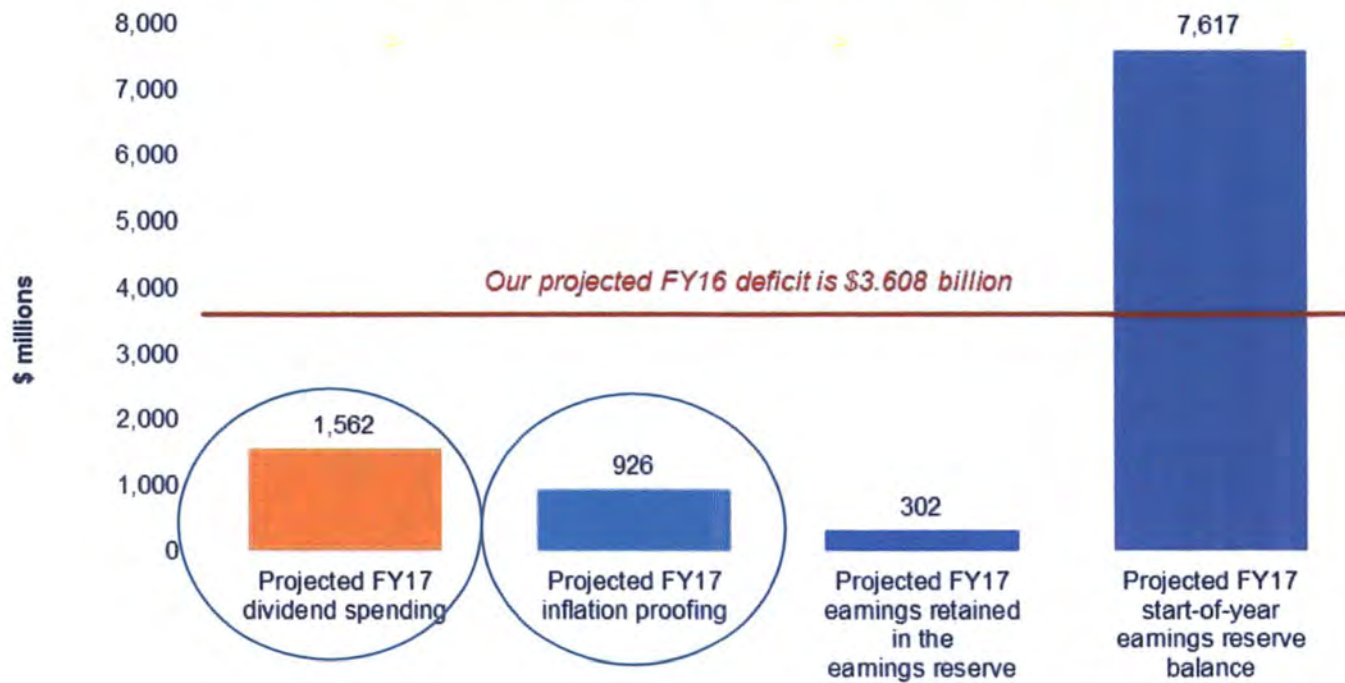 8,000
7,000
6,000
5,000
4,000
3,000
2,000
1,000
0
$ millions
7,617
Our projected FY16 deficit is $3.608 billion
1,562
926
302
Projected FY17
dividend spending
Projected FY17
inflation proofing
Projected FY17
earnings retained
in the
earnings reserve
Projected FY17
start-of-year
earnings reserve
balance